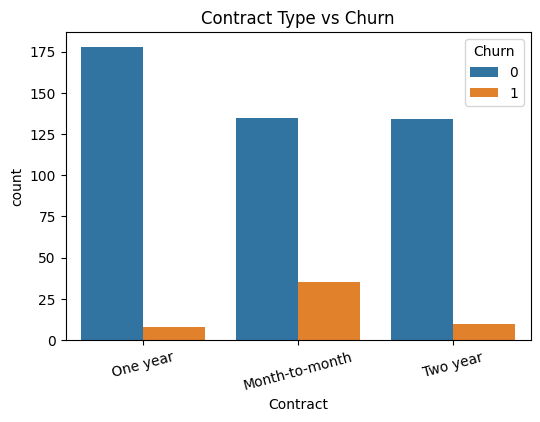 Contract Type vs Churn
Churn
0
1
175
150
125
100
75
50
25
0
count
One year
Month-to-month
Two year
Contract